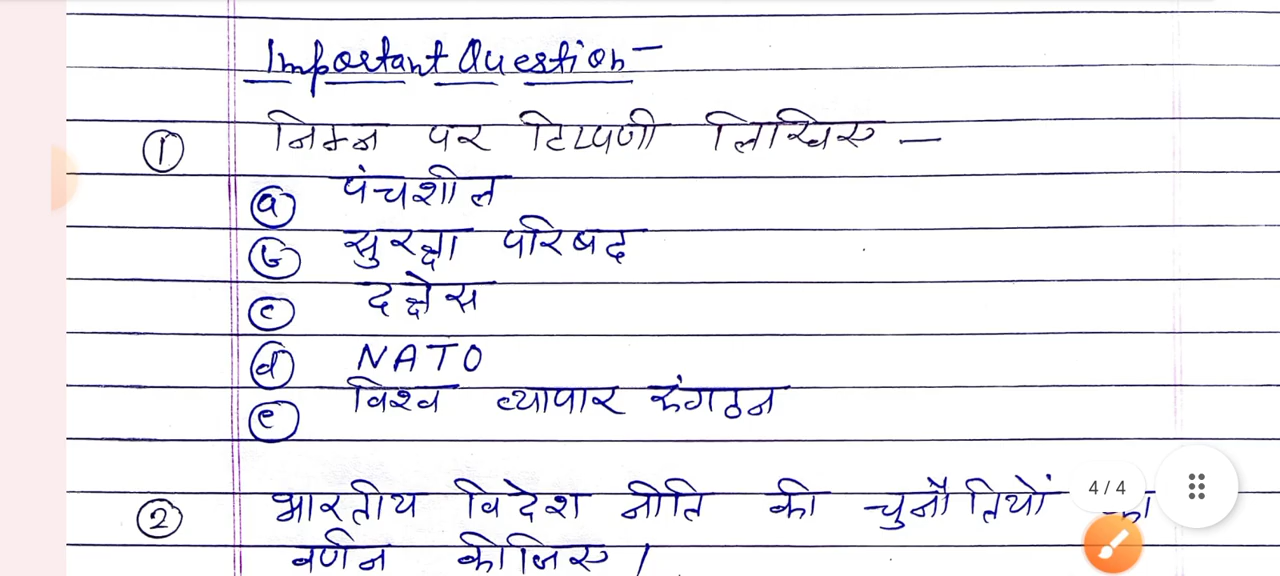 Important Question –
① निम्न पर टिप्पणी लिखिए –
ⓐ पंचशील
ⓑ सुरक्षा परिषद
ⓒ दक्षेस
ⓓ NATO
ⓔ विश्व व्यापार संगठन
② भारतीय विदेश नीति की चुनौतियों का
वर्णन कीजिए।
4/4